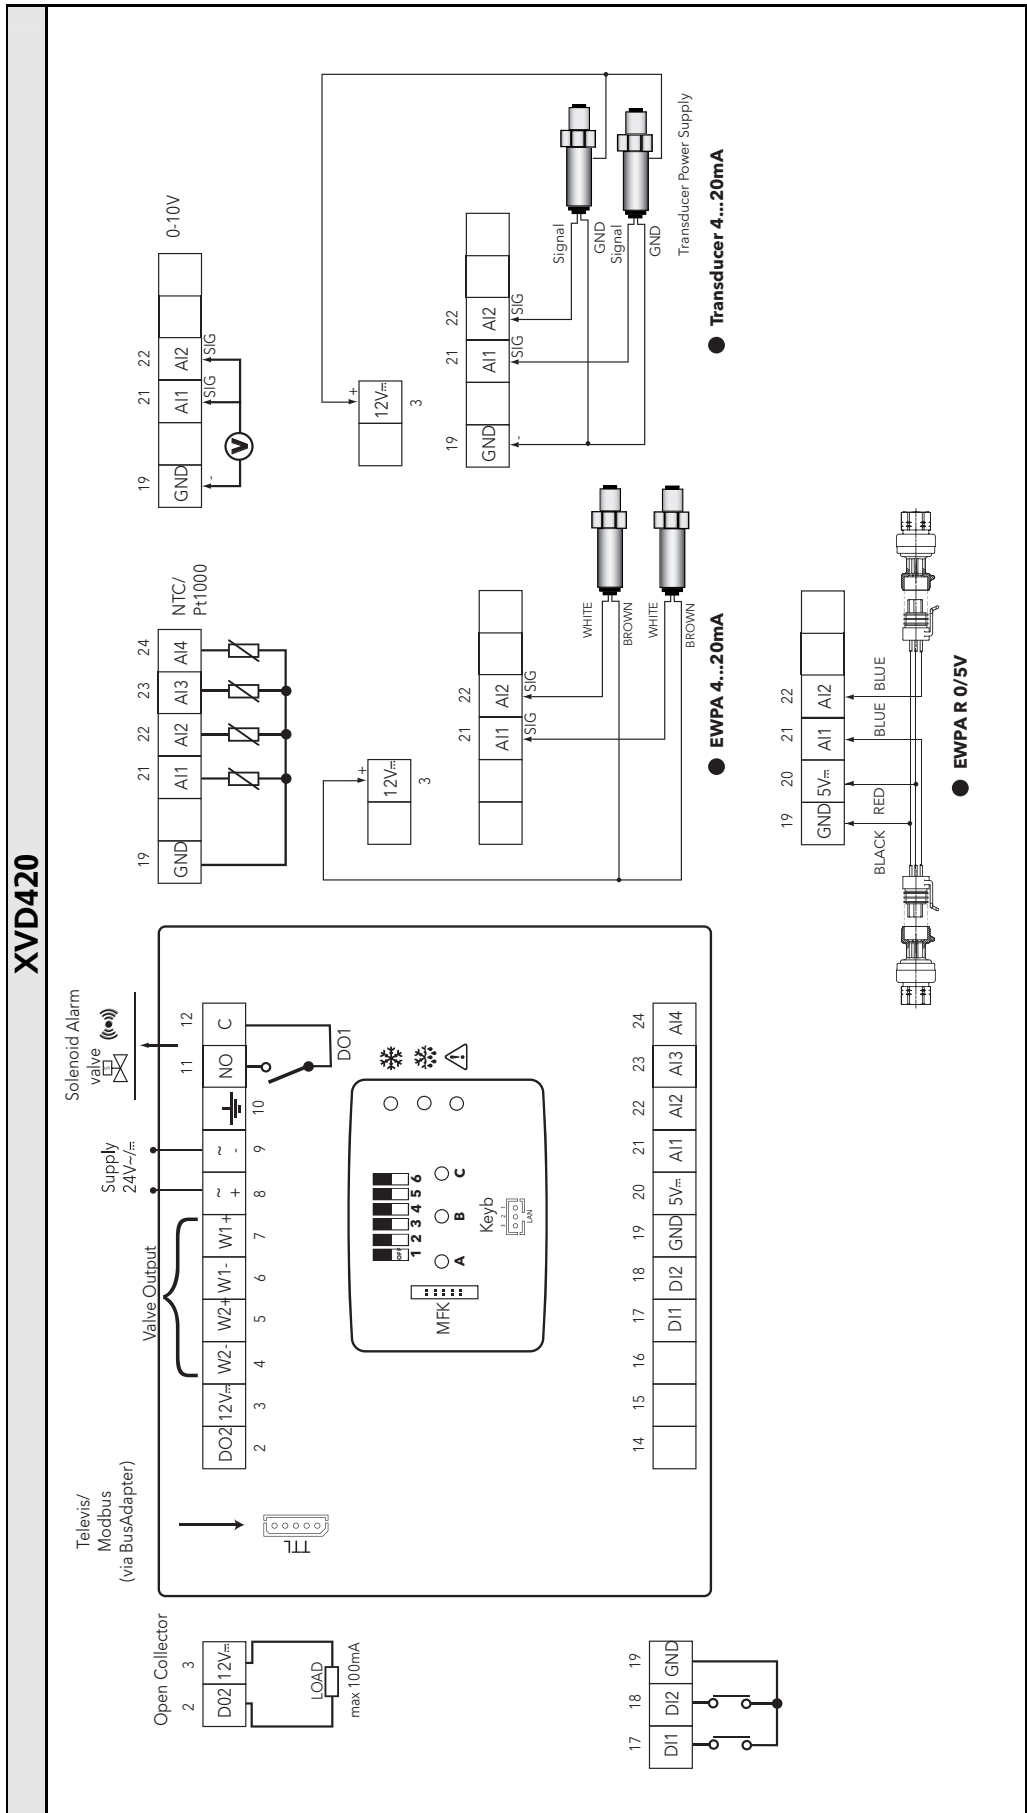 XVD420
Open Collector
2 3
D02 12V
LOAD
max 100mA
17 18 19
DI1 DI2 GND
Televis/
Modbus
(via BusAdapter)
TTL
Valve Output
Supply
24V~/
Solenoid Alarm
valve
S
DO2 12V W2- W2+ W1- W1+ ~ + ~ - NO C
2 3 4 5 6 7 8 9 10 11 12
DO1
OFF
1 2 3 4 5 6
A B C
MFK
Keyb
3 2 1
LAN
14 15 16 17 18 19 20 21 22 23 24
DI1 DI2 GND 5V AI1 AI2 AI3 AI4
19 21 22 23 24
GND AI1 AI2 AI3 AI4
NTC/
Pt1000
19 21 22
GND AI1 AI2
- SIG SIG
V
0-10V
+
12V
3
21 22
AI1 AI2
SIG SIG
WHITE
BROWN
WHITE
BROWN
● EWPA 4...20mA
+
12V
3
19 21 22
GND AI1 AI2
- SIG SIG
Signal
GND
Signal
GND
Transducer Power Supply
● Transducer 4...20mA
19 20 21 22
GND 5V AI1 AI2
BLACK RED BLUE BLUE
● EWPA R 0/5V